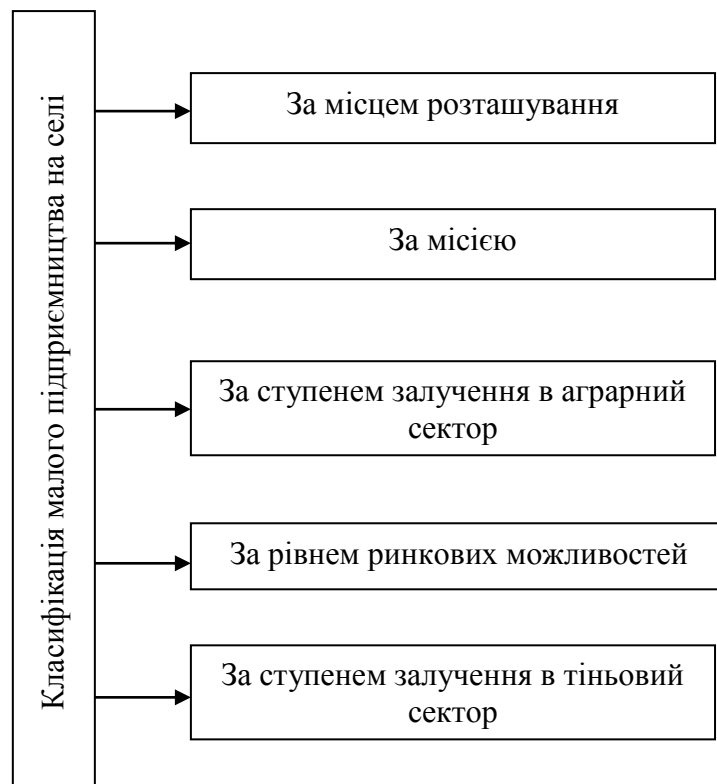 Класифікація малого підприємництва на селі
За місцем розташування
За місією
За ступенем залучення в аграрний
сектор
За рівнем ринкових можливостей
За ступенем залучення в тіньовий
сектор